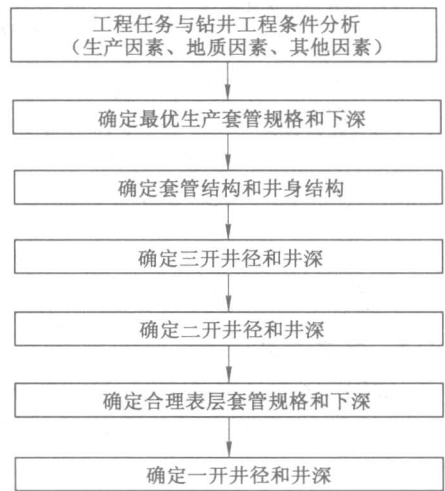 工程任务与钻井工程条件分析
（生产因素、地质因素、其他因素）
确定最优生产套管规格和下深
确定套管结构和井身结构
确定三开井径和井深
确定二开井径和井深
确定合理表层套管规格和下深
确定一开井径和井深